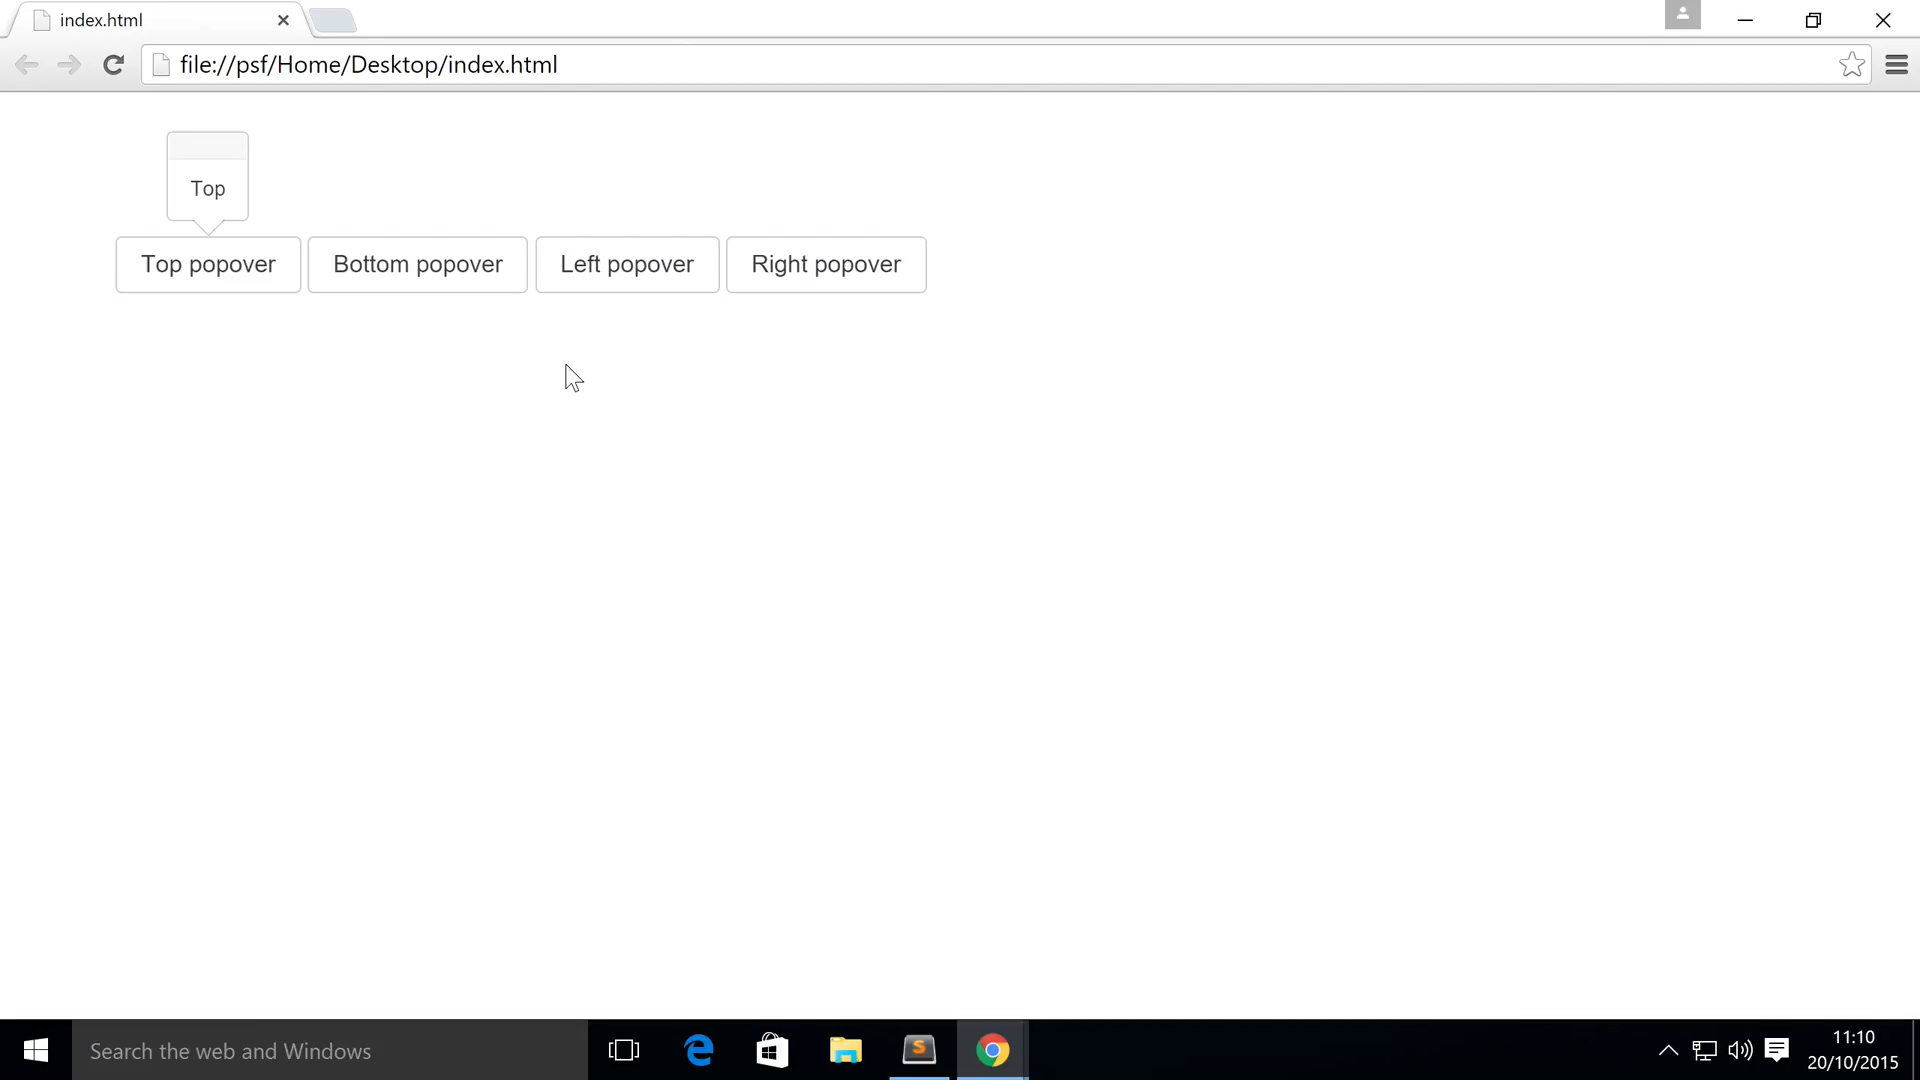 index.html
file://psf/Home/Desktop/index.html
Top
Top popover
Bottom popover
Left popover
Right popover
Search the web and Windows
11:10
20/10/2015